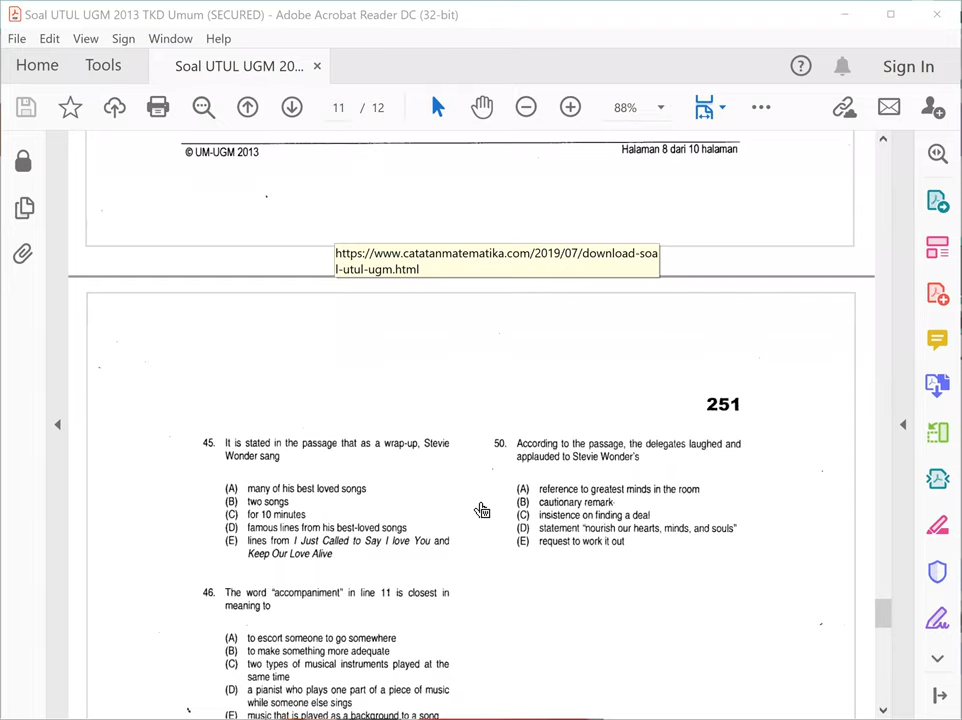 Soal UTUL UGM 2013 TKD Umum (SECURED) - Adobe Acrobat Reader DC (32-bit)
File Edit View Sign Window Help
Home Tools Soal UTUL UGM 20... × Sign In
11 / 12 88%
© UM-UGM 2013 Halaman 8 dari 10 halaman
https://www.catatanmatematika.com/2019/07/download-soa
l-utul-ugm.html
251
45. It is stated in the passage that as a wrap-up, Stevie
Wonder sang
(A) many of his best loved songs
(B) two songs
(C) for 10 minutes
(D) famous lines from his best-loved songs
(E) lines from I Just Called to Say I love You and
Keep Our Love Alive
46. The word "accompaniment" in line 11 is closest in
meaning to
(A) to escort someone to go somewhere
(B) to make something more adequate
(C) two types of musical instruments played at the
same time
(D) a pianist who plays one part of a piece of music
while someone else sings
(E) music that is played as a background to a song
50. According to the passage, the delegates laughed and
applauded to Stevie Wonder's
(A) reference to greatest minds in the room
(B) cautionary remark
(C) insistence on finding a deal
(D) statement "nourish our hearts, minds, and souls"
(E) request to work it out